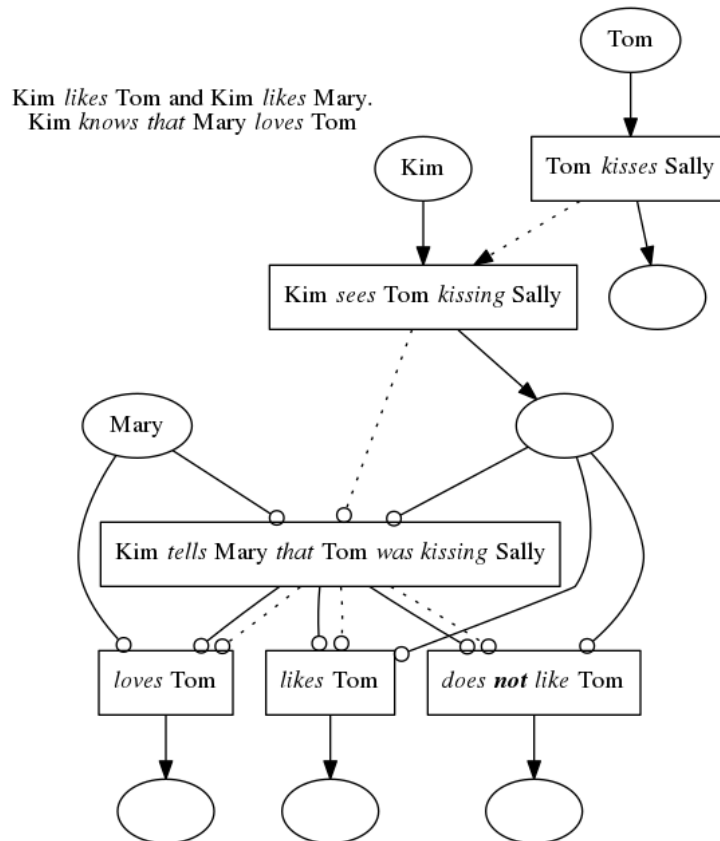 Tom
Kim likes Tom and Kim likes Mary.
Kim knows that Mary loves Tom
Kim
Tom kisses Sally
Kim sees Tom kissing Sally
Mary
Kim tells Mary that Tom was kissing Sally
loves Tom
likes Tom
does not like Tom